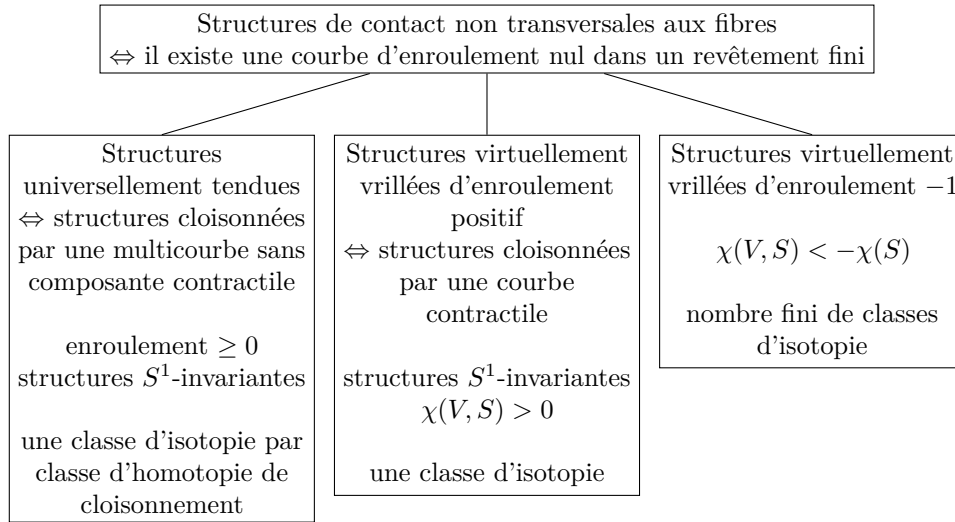 Structures de contact non transversales aux fibres
⇔ il existe une courbe d'enroulement nul dans un revêtement fini
Structures
universellement tendues
⇔ structures cloisonnées
par une multicourbe sans
composante contractile
enroulement ≥ 0
structures S¹-invariantes
une classe d'isotopie par
classe d'homotopie de
cloisonnement
Structures virtuellement
vrillées d'enroulement
positif
⇔ structures cloisonnées
par une courbe
contractile
structures S¹-invariantes
χ(V, S) > 0
une classe d'isotopie
Structures virtuellement
vrillées d'enroulement −1
χ(V, S) < −χ(S)
nombre fini de classes
d'isotopie